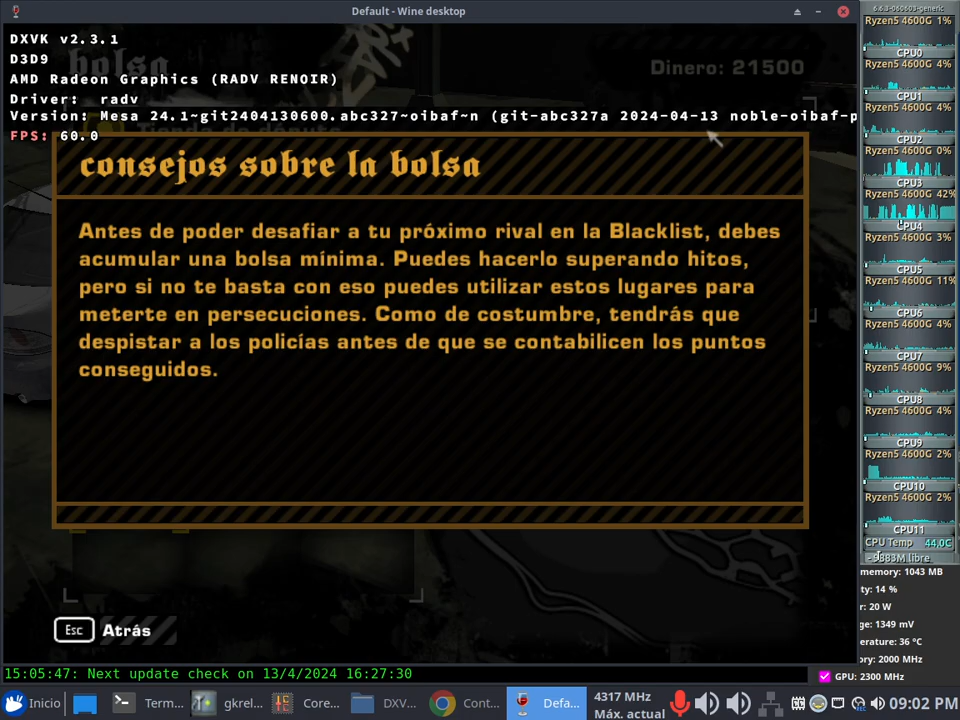 Default - Wine desktop
6.6.3-060603-generic
DXVK v2.3.1
D3D9
AMD Radeon Graphics (RADV RENOIR)
Driver: radv
Version: Mesa 24.1~git2404130600.abc327~oibaf~n (git-abc327a 2024-04-13 noble-oibaf-p
FPS: 60.0
bolsa
Dinero: 21500
consejos sobre la bolsa
Antes de poder desafiar a tu próximo rival en la Blacklist, debes
acumular una bolsa mínima. Puedes hacerlo superando hitos,
pero si no te basta con eso puedes utilizar estos lugares para
meterte en persecuciones. Como de costumbre, tendrás que
despistar a los policías antes de que se contabilicen los puntos
conseguidos.
Esc Atrás
Ryzen5 4600G 1%
CPU0
Ryzen5 4600G 4%
CPU1
Ryzen5 4600G 4%
CPU2
Ryzen5 4600G 0%
CPU3
Ryzen5 4600G 42%
CPU4
Ryzen5 4600G 3%
CPU5
Ryzen5 4600G 11%
CPU6
Ryzen5 4600G 4%
CPU7
Ryzen5 4600G 9%
CPU8
Ryzen5 4600G 4%
CPU9
Ryzen5 4600G 2%
CPU10
Ryzen5 4600G 2%
CPU11
CPU Temp 44.0C
libre
memory: 1043 MB
ty: 14 %
r: 20 W
ge: 1349 mV
erature: 36 °C
ory: 2000 MHz
GPU: 2300 MHz
15:05:47: Next update check on 13/4/2024 16:27:30
Inicio
Term...
gkrel...
Core...
DXV...
Cont...
Defa...
4317 MHz
Máx. actual
09:02 PM